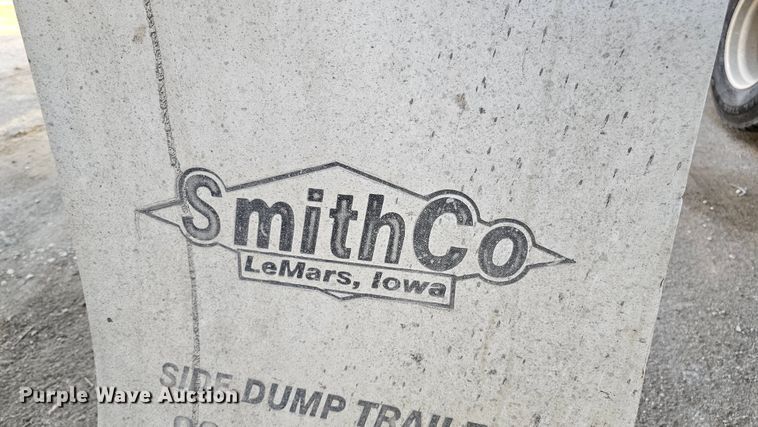 SmithCo
LeMars, Iowa
SIDE DUMP
Purple Wave Auction